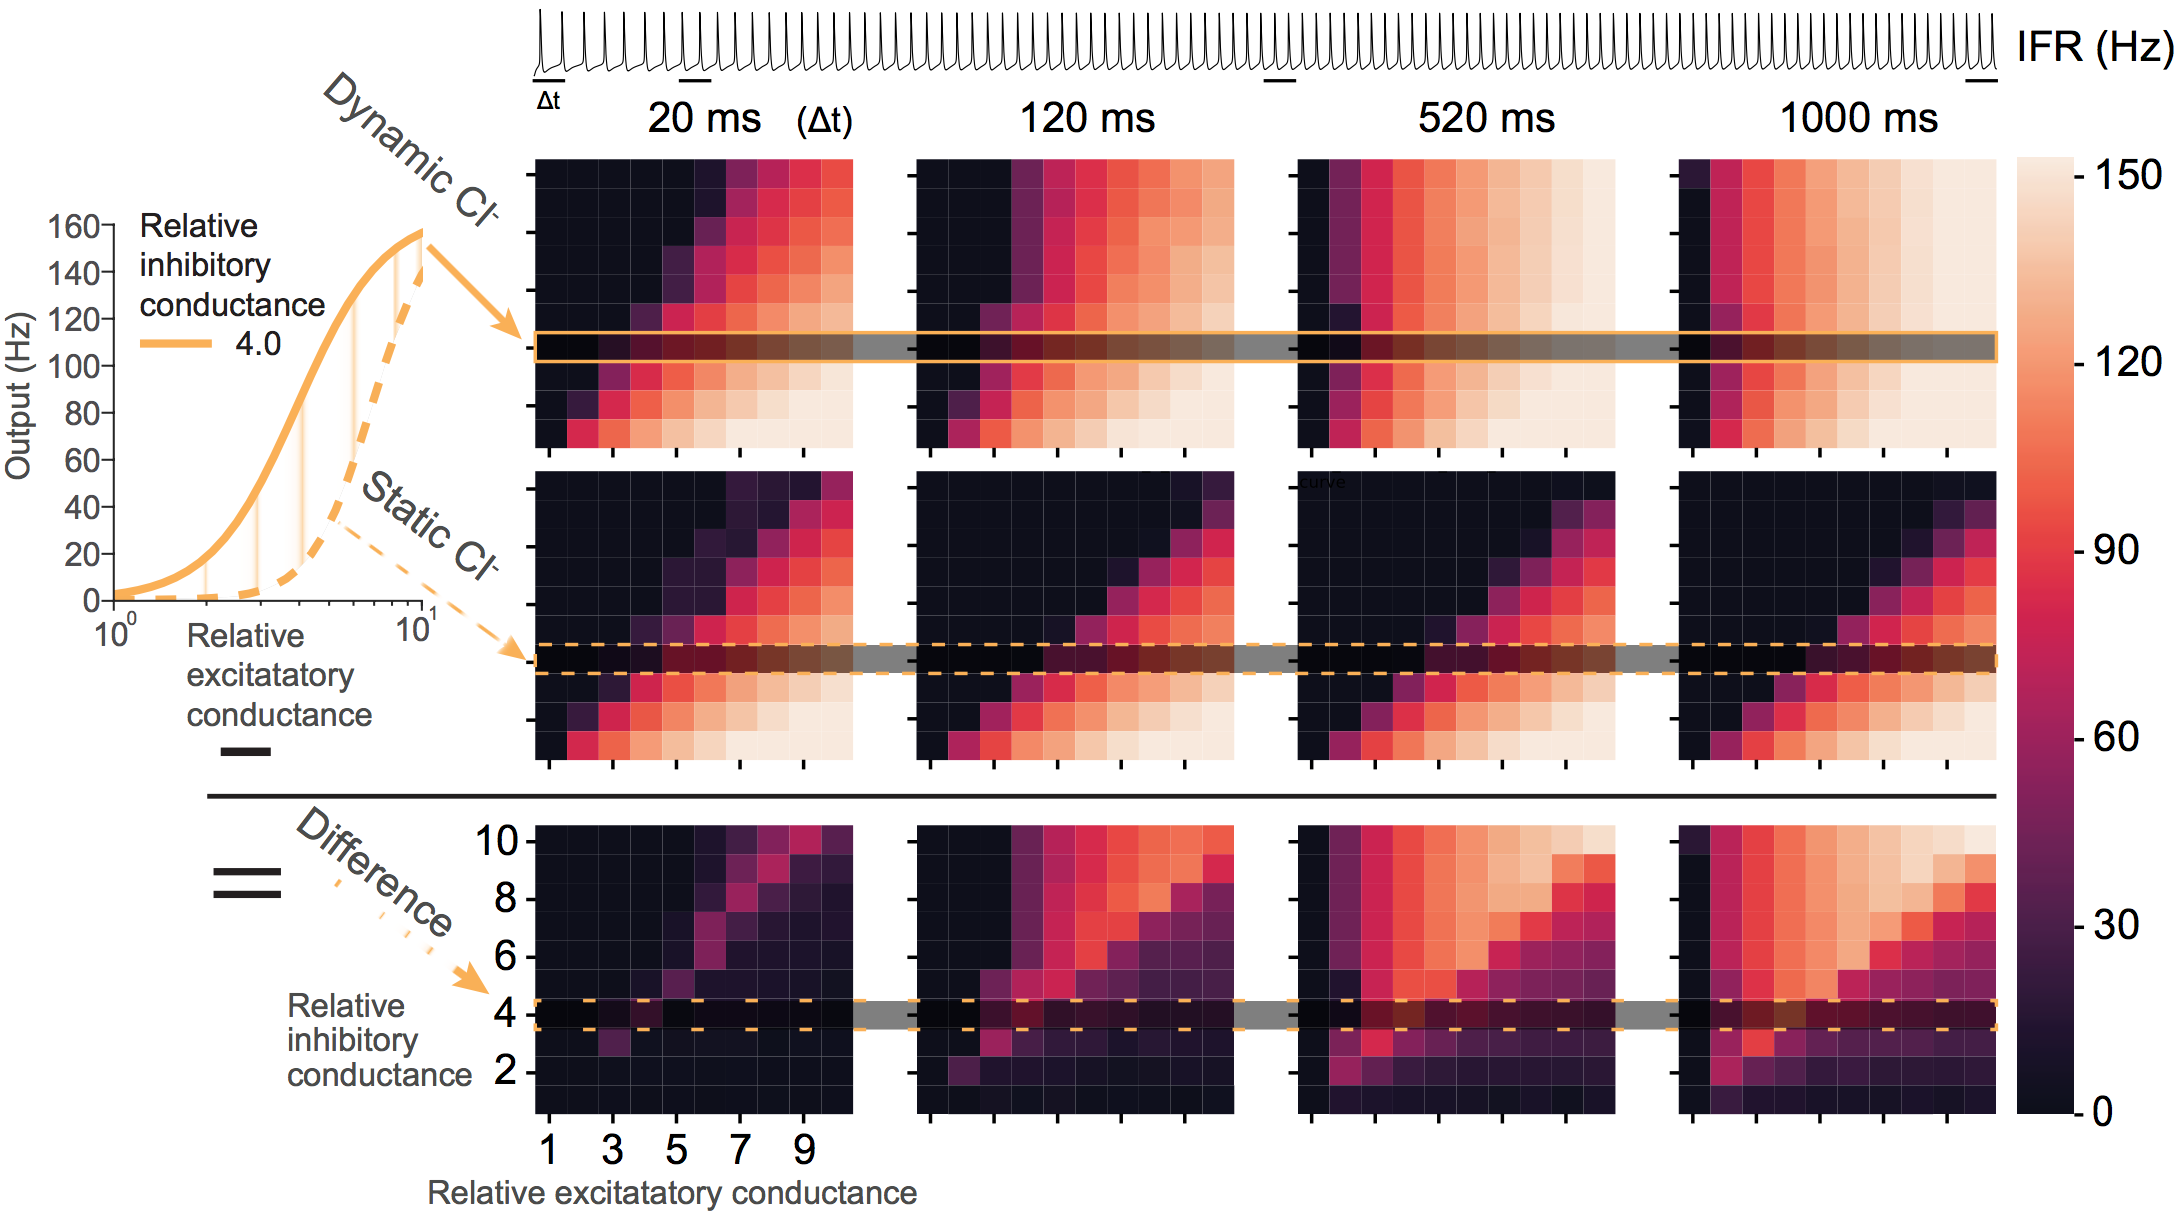 IFR (Hz)
Δt
20 ms (Δt)
120 ms
520 ms
1000 ms
Dynamic Cl-
150
120
90
60
30
0
Relative
inhibitory
conductance
4.0
160
140
120
100
80
60
40
20
0
Output (Hz)
10^0
10^1
Relative
excitatatory
conductance
Static Cl-
curve
Difference
10
8
6
4
2
Relative
inhibitory
conductance
1 3 5 7 9
Relative excitatatory conductance